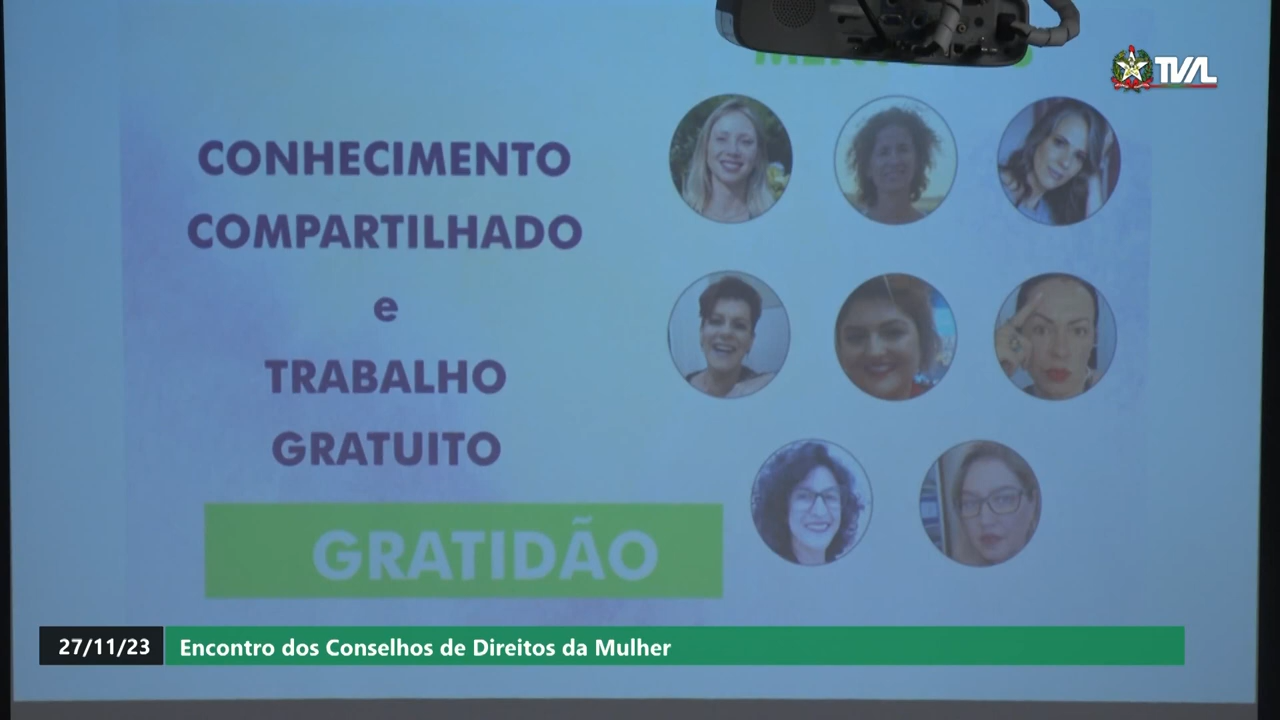 TVAL
CONHECIMENTO
COMPARTILHADO
e
TRABALHO
GRATUITO
GRATIDÃO
27/11/23 Encontro dos Conselhos de Direitos da Mulher